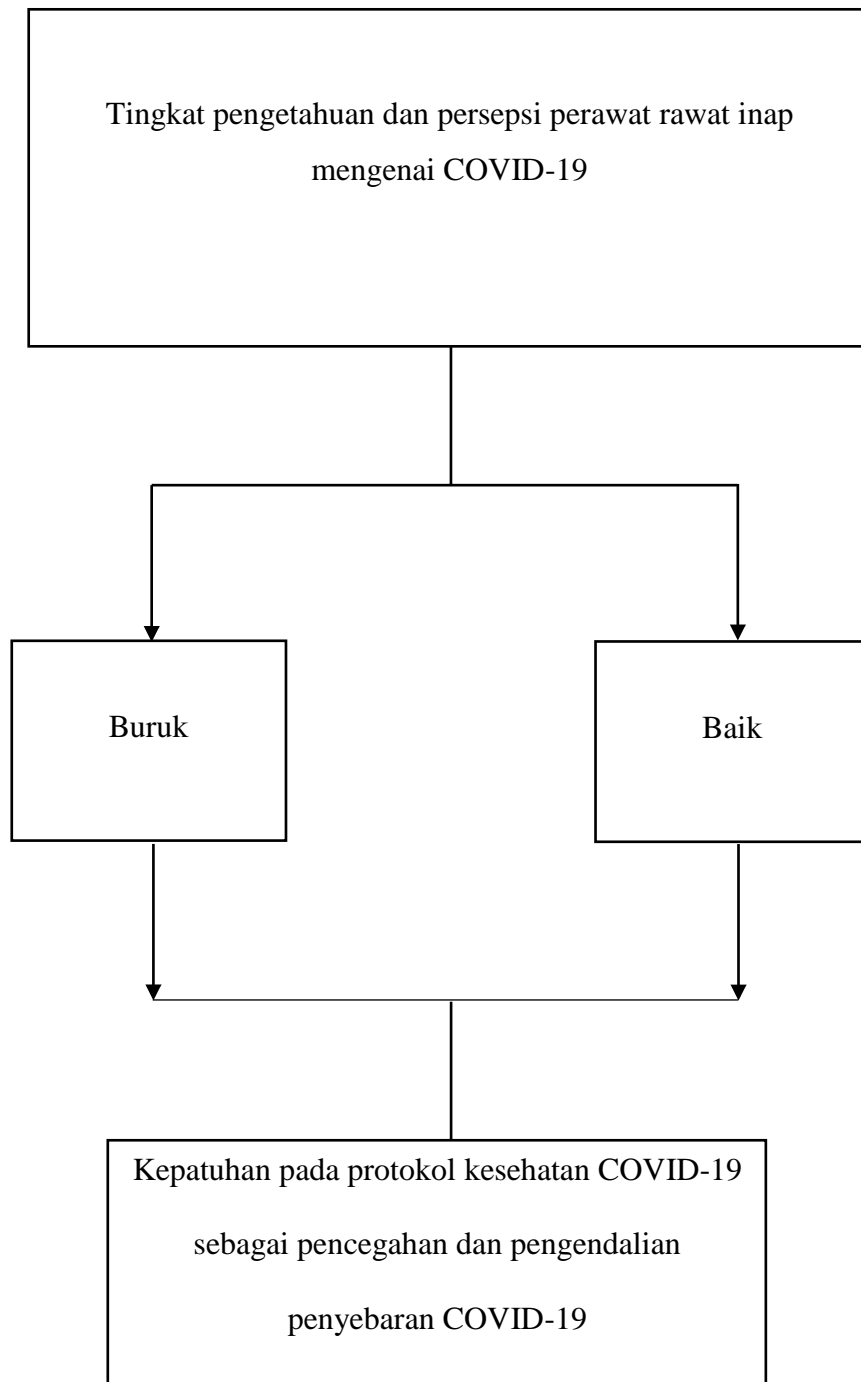 Tingkat pengetahuan dan persepsi perawat rawat inap
mengenai COVID-19
Buruk
Baik
Kepatuhan pada protokol kesehatan COVID-19
sebagai pencegahan dan pengendalian
penyebaran COVID-19